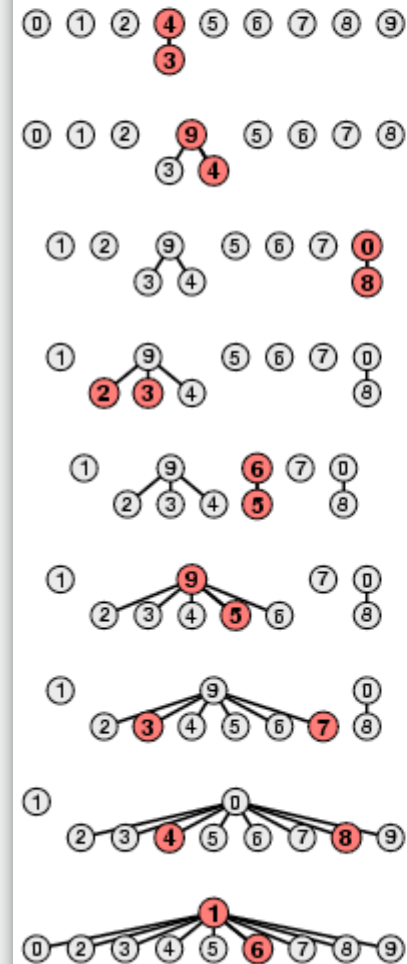 0 1 2 4 5 6 7 8 9
3
0 1 2 9 5 6 7 8
3 4
1 2 9 5 6 7 0
3 4 8
1 9 5 6 7 0
2 3 4 8
1 9 6 7 0
2 3 4 5 8
1 9 7 0
2 3 4 5 6 8
1 9 0
2 3 4 5 6 7 8
1 0
2 3 4 5 6 7 8 9
1
0 2 3 4 5 6 7 8 9